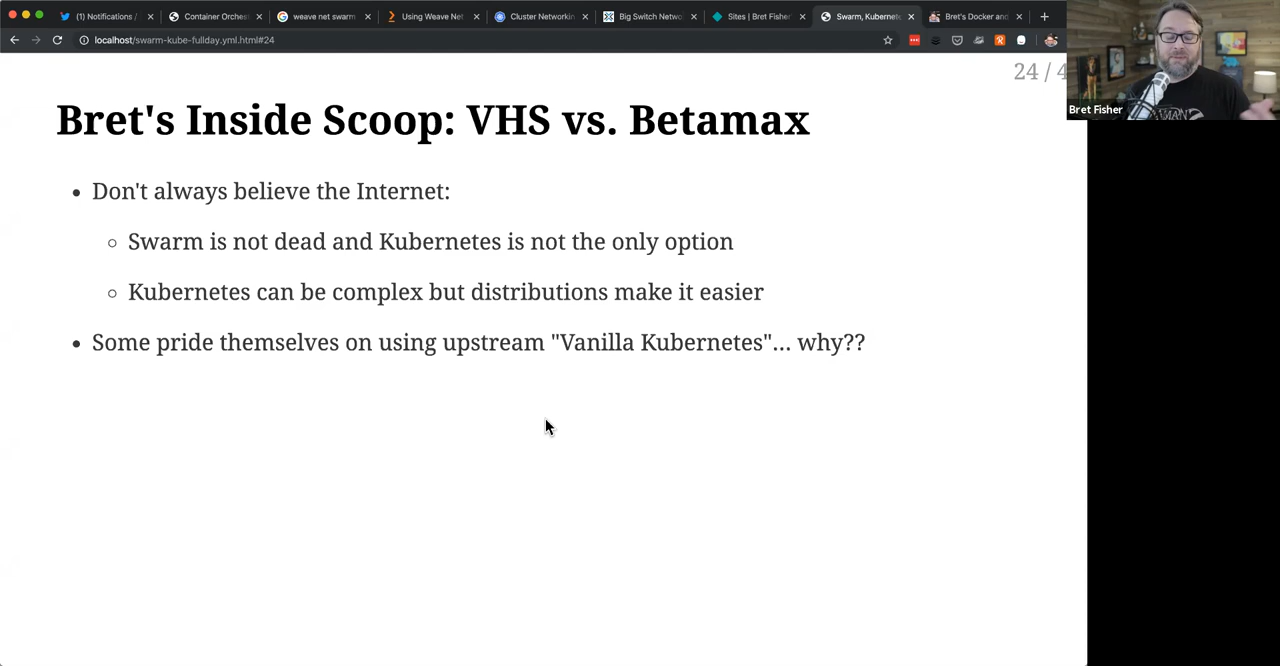 (1) Notifications /
Container Orches
weave net swarm
Using Weave Net
Cluster Networkin
Big Switch Netwo
Sites | Bret Fisher
Swarm, Kubernete
Bret's Docker and
localhost/swarm-kube-fullday.yml.html#24
24 / 4
Bret Fisher
Bret's Inside Scoop: VHS vs. Betamax
Don't always believe the Internet:
Swarm is not dead and Kubernetes is not the only option
Kubernetes can be complex but distributions make it easier
Some pride themselves on using upstream "Vanilla Kubernetes"... why??